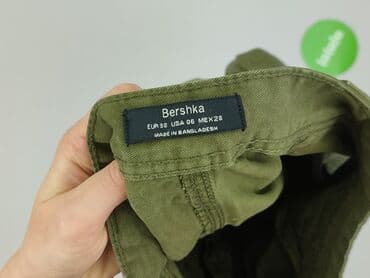 Bershka
EUR 38 USA 06 MEX 28
MADE IN BANGLADESH